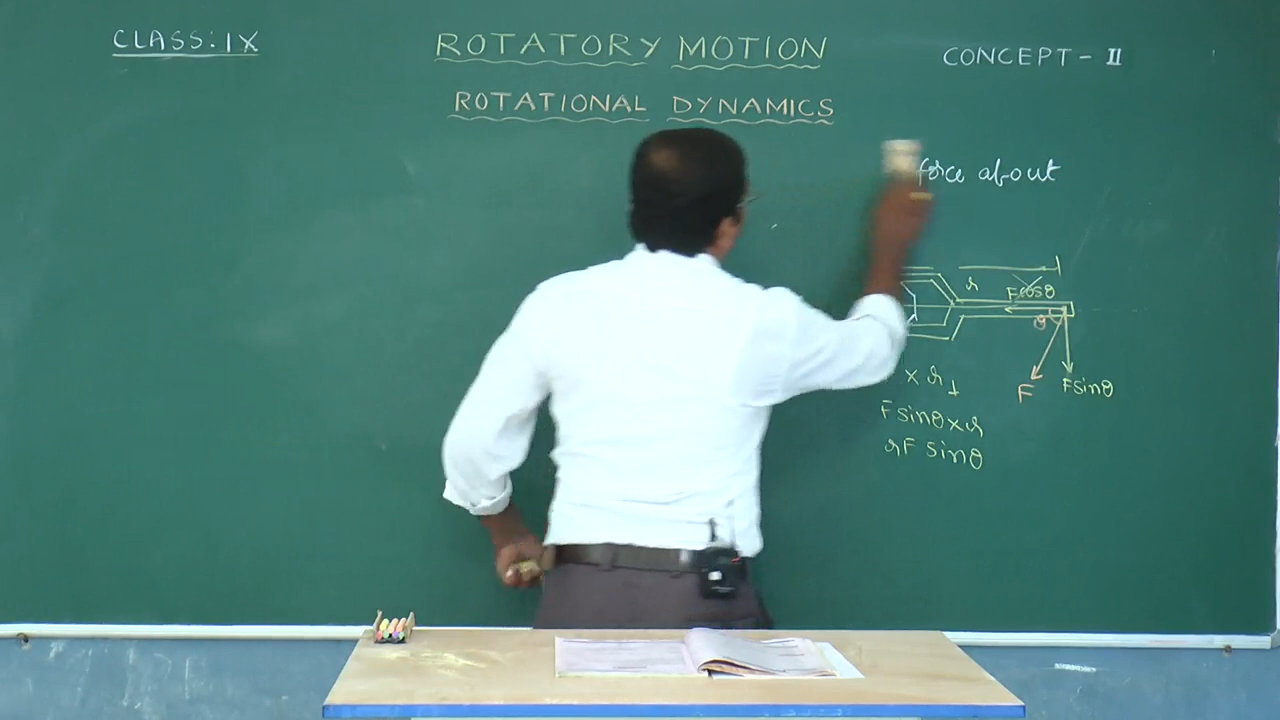 CLASS: IX
ROTATORY MOTION
CONCEPT - II
ROTATIONAL DYNAMICS
force about
r
Fcosθ
θ
F
Fsinθ
× r⊥
Fsinθ×r
rF sinθ